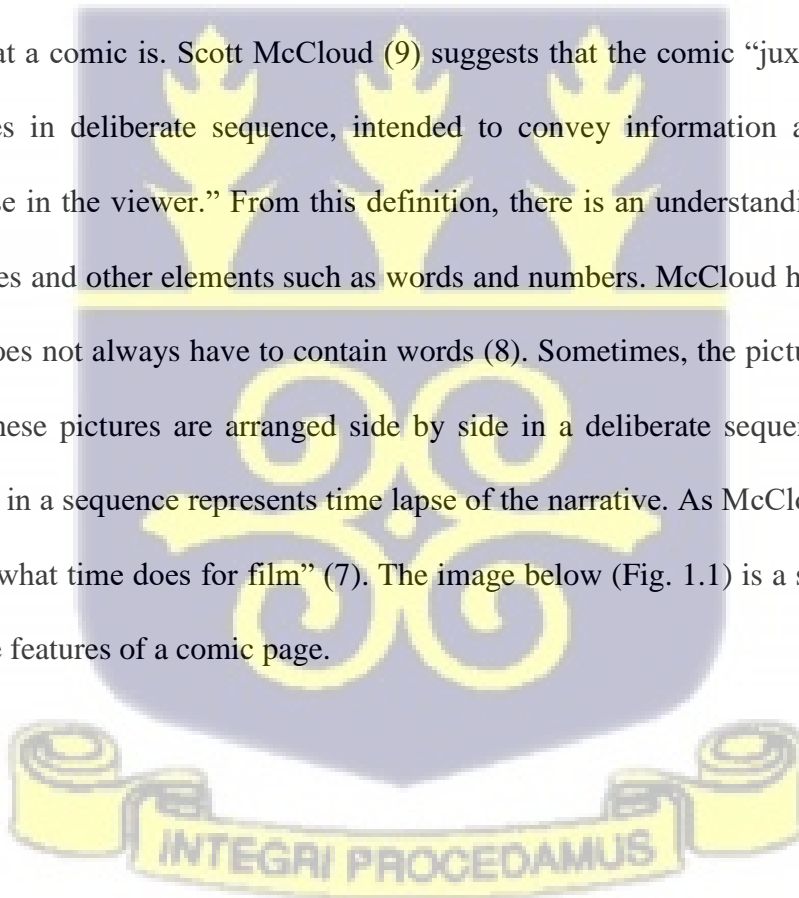 at a comic is. Scott McCloud (9) suggests that the comic “jux
es in deliberate sequence, intended to convey information a
e in the viewer.” From this definition, there is an understandi
es and other elements such as words and numbers. McCloud h
oes not always have to contain words (8). Sometimes, the pictu
hese pictures are arranged side by side in a deliberate seque
in a sequence represents time lapse of the narrative. As McCl
what time does for film” (7). The image below (Fig. 1.1) is a s
e features of a comic page.
INTEGRI PROCEDAMUS